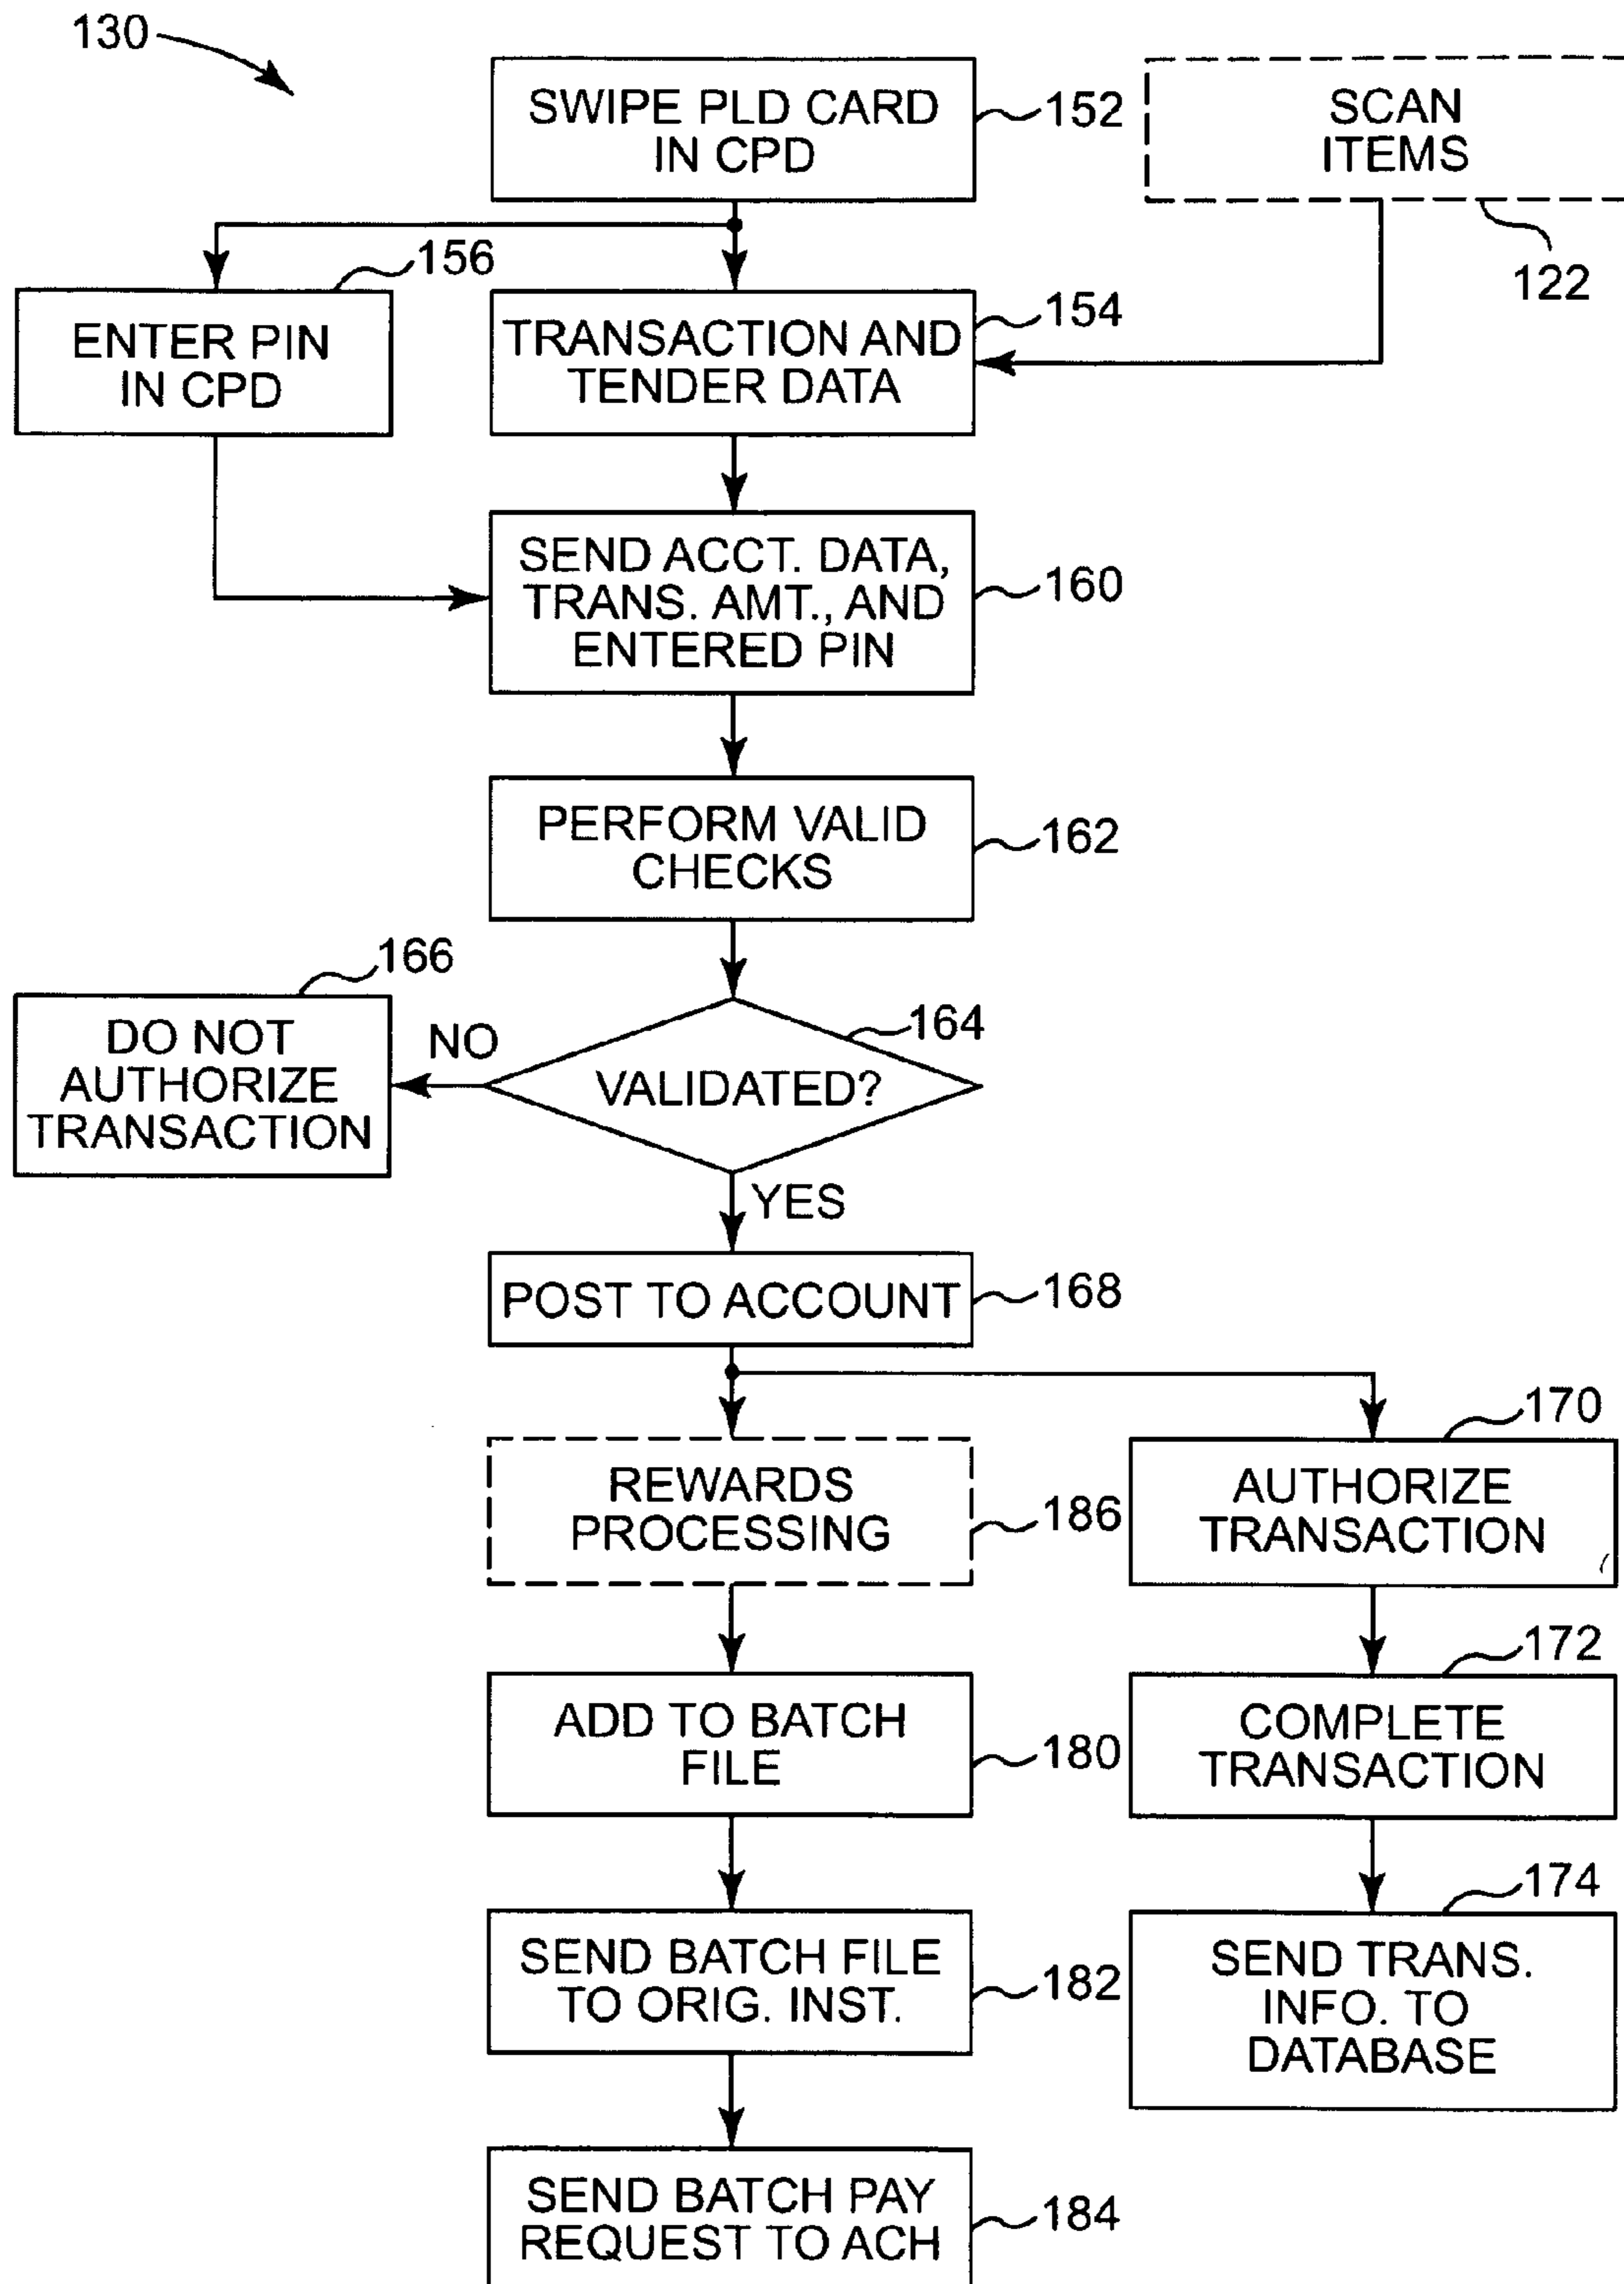 130
SWIPE PLD CARD
IN CPD
152
SCAN
ITEMS
122
156
ENTER PIN
IN CPD
TRANSACTION AND
TENDER DATA
154
SEND ACCT. DATA,
TRANS. AMT., AND
ENTERED PIN
160
PERFORM VALID
CHECKS
162
166
DO NOT
AUTHORIZE
TRANSACTION
NO
VALIDATED?
164
YES
POST TO ACCOUNT
168
REWARDS
PROCESSING
186
170
AUTHORIZE
TRANSACTION
ADD TO BATCH
FILE
180
172
COMPLETE
TRANSACTION
SEND BATCH FILE
TO ORIG. INST.
182
174
SEND TRANS.
INFO. TO
DATABASE
SEND BATCH PAY
REQUEST TO ACH
184